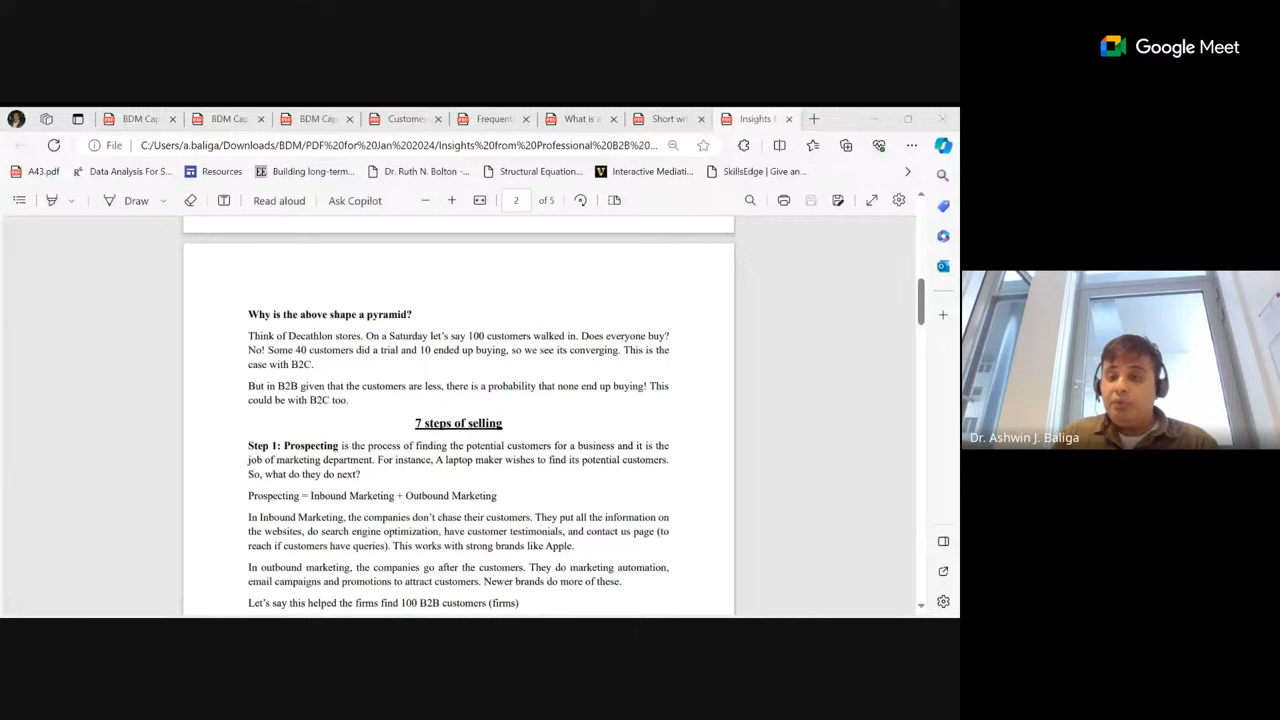 Google Meet
BDM Cap
BDM Cap
BDM Cap
Custome
Frequent
What is a
Short wi
Insights
File
C:/Users/a.baliga/Downloads/BDM/PDF%20for%20Jan%202024/Insights%20from%20Professional%20B2B%20...
A43.pdf
Data Analysis For S...
Resources
EE
Building long-term...
Dr. Ruth N. Bolton -...
Structural Equation...
Interactive Mediati...
SkillsEdge | Give an...
Draw
Read aloud
Ask Copilot
2
of 5
Why is the above shape a pyramid?
Think of Decathlon stores. On a Saturday let's say 100 customers walked in. Does everyone buy?
No! Some 40 customers did a trial and 10 ended up buying, so we see its converging. This is the
case with B2C.
But in B2B given that the customers are less, there is a probability that none end up buying! This
could be with B2C too.
7 steps of selling
Step 1: Prospecting is the process of finding the potential customers for a business and it is the
job of marketing department. For instance, A laptop maker wishes to find its potential customers.
So, what do they do next?
Prospecting = Inbound Marketing + Outbound Marketing
In Inbound Marketing, the companies don't chase their customers. They put all the information on
the websites, do search engine optimization, have customer testimonials, and contact us page (to
reach if customers have queries). This works with strong brands like Apple.
In outbound marketing, the companies go after the customers. They do marketing automation,
email campaigns and promotions to attract customers. Newer brands do more of these.
Let's say this helped the firms find 100 B2B customers (firms)
Dr. Ashwin J. Baliga